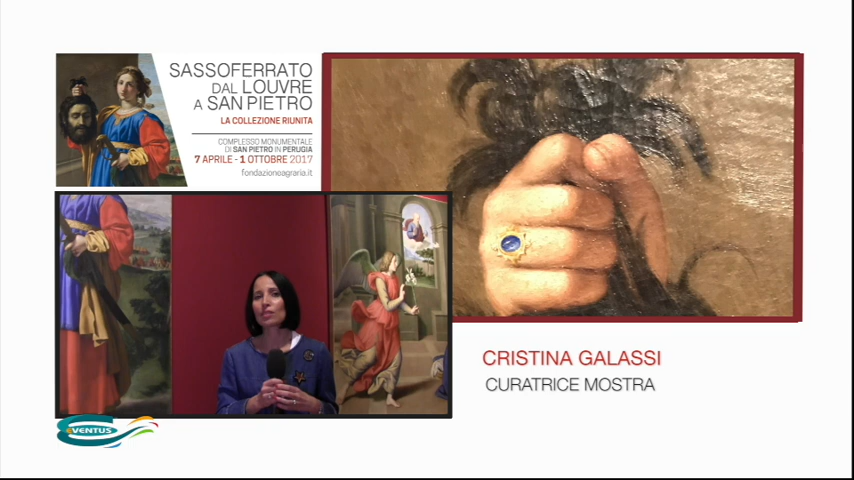 SASSOFERRATO
DAL LOUVRE
A SAN PIETRO
LA COLLEZIONE RIUNITA
COMPLESSO MONUMENTALE
DI SAN PIETRO IN PERUGIA
7 APRILE - 1 OTTOBRE 2017
fondazioneagraria.it
CRISTINA GALASSI
CURATRICE MOSTRA
EVENTUS